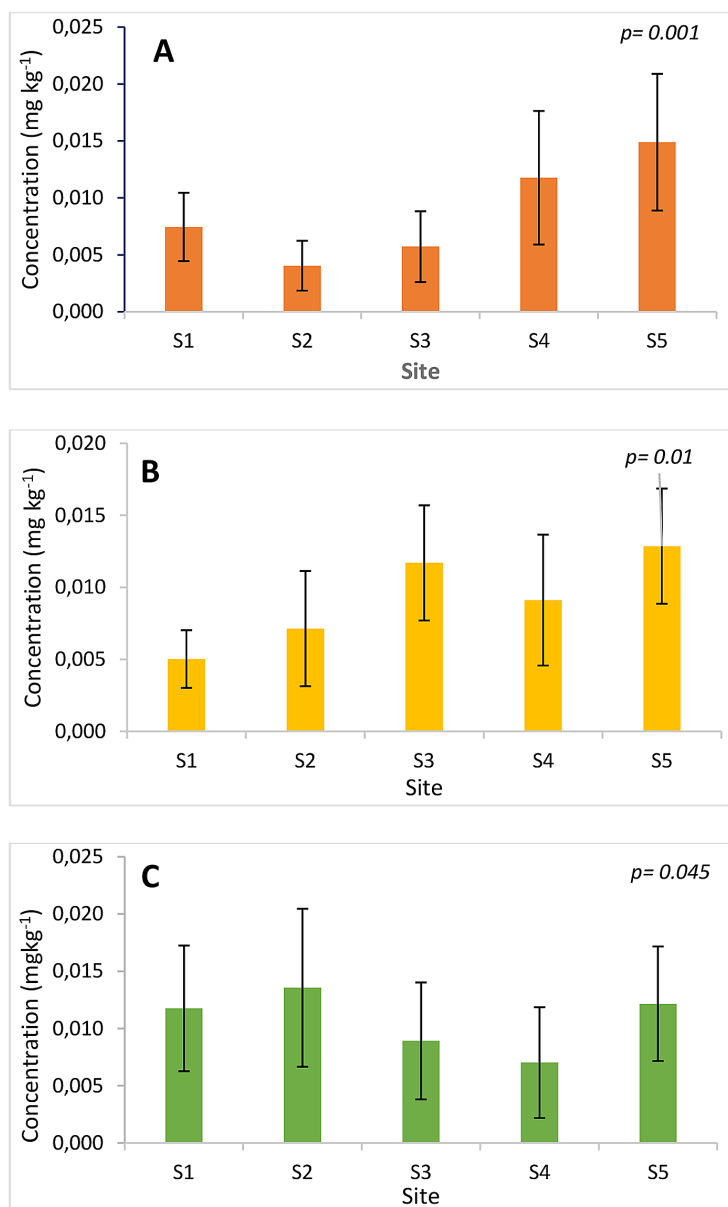 A
p= 0.001
Concentration (mg kg⁻¹)
0,025
0,020
0,015
0,010
0,005
0,000
S1 S2 S3 S4 S5
Site
B
p= 0.01
Concentration (mg kg⁻¹)
0,020
0,015
0,010
0,005
0,000
S1 S2 S3 S4 S5
Site
C
p= 0.045
Concentration (mgkg⁻¹)
0,025
0,020
0,015
0,010
0,005
0,000
S1 S2 S3 S4 S5
Site